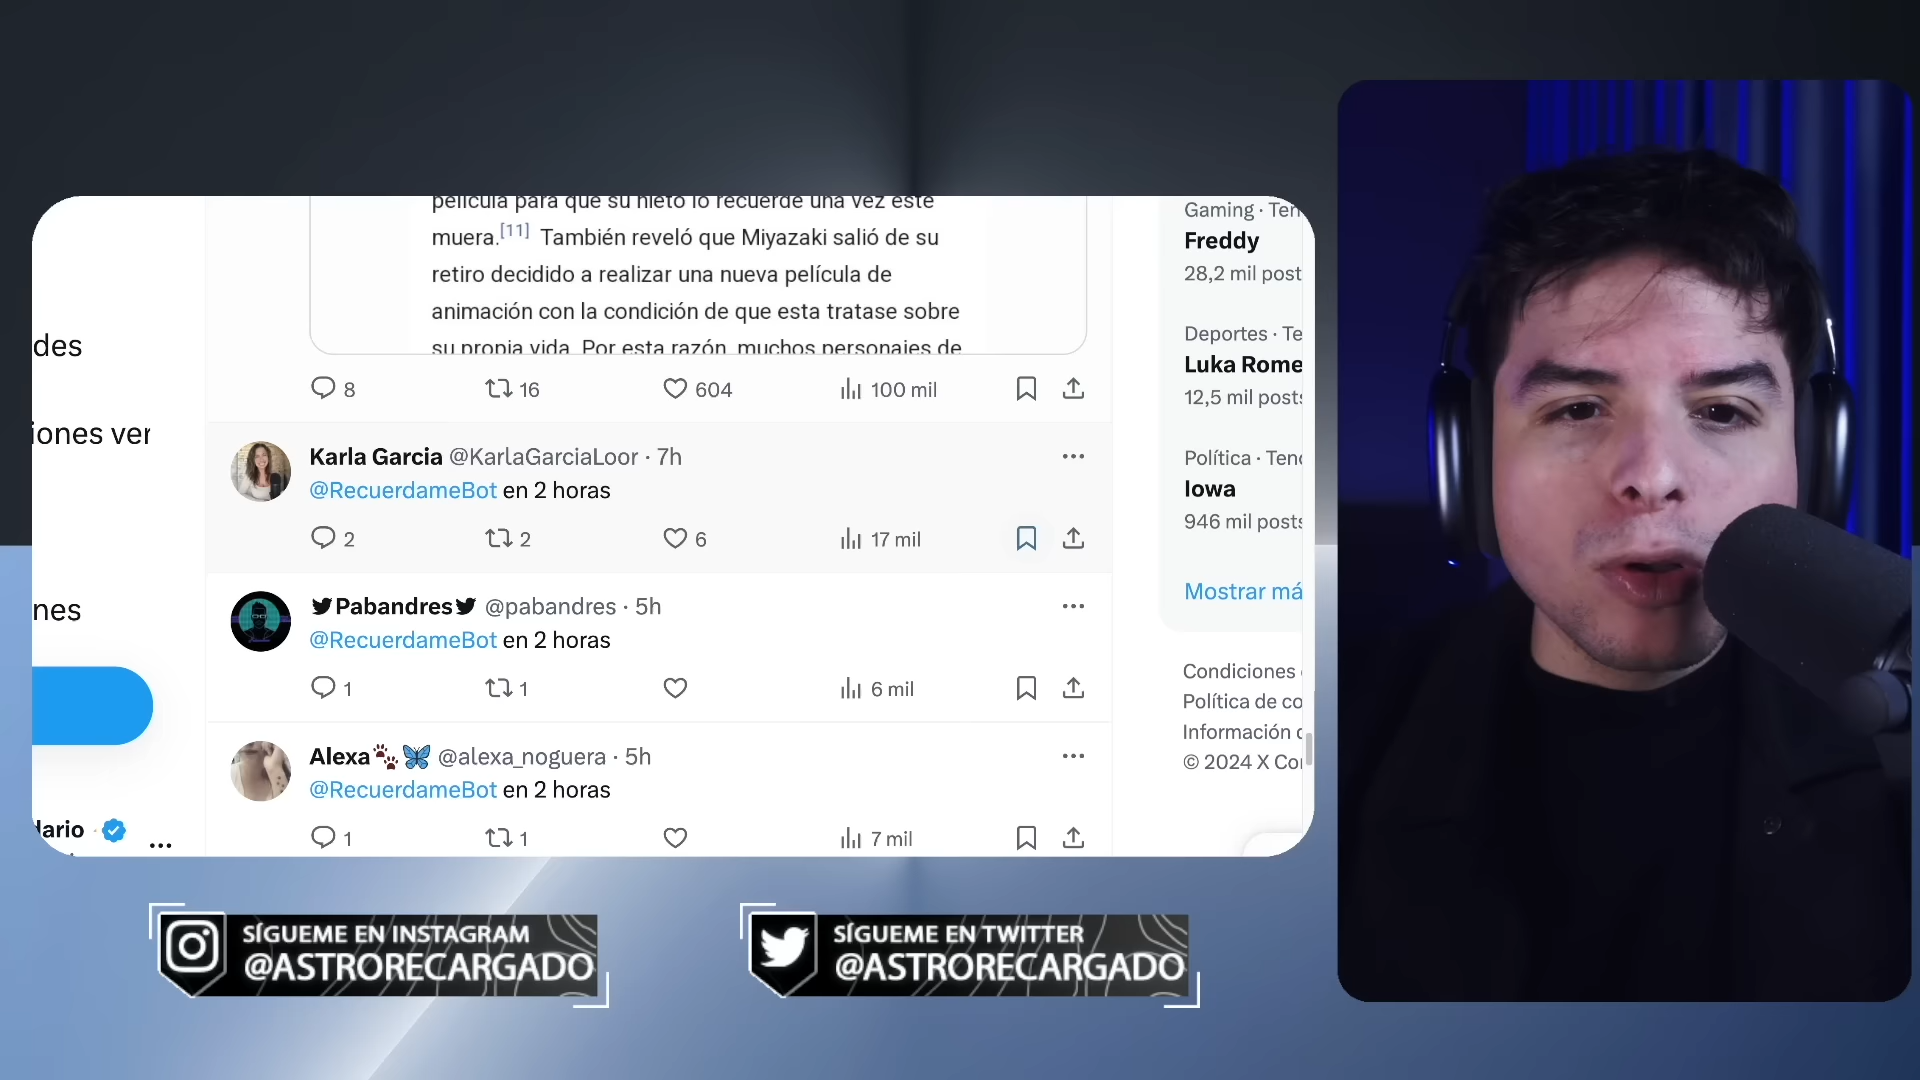 película para que su nieto lo recuerde una vez este
muera.[11] También reveló que Miyazaki salió de su
retiro decidido a realizar una nueva película de
animación con la condición de que esta tratase sobre
su propia vida. Por esta razón, muchos personajes de
8 16 604 100 mil
Karla Garcia @KarlaGarciaLoor · 7h
@RecuerdameBot en 2 horas
2 2 6 17 mil
Pabandres @pabandres · 5h
@RecuerdameBot en 2 horas
1 1 6 mil
Alexa @alexa_noguera · 5h
@RecuerdameBot en 2 horas
1 1 7 mil
des
iones ver
nes
dario
Gaming · Ten
Freddy
28,2 mil post
Deportes · Te
Luka Rome
12,5 mil posts
Política · Tend
Iowa
946 mil posts
Mostrar má
Condiciones
Política de co
Información
© 2024 X Co
SÍGUEME EN INSTAGRAM
@ASTRORECARGADO
SÍGUEME EN TWITTER
@ASTRORECARGADO